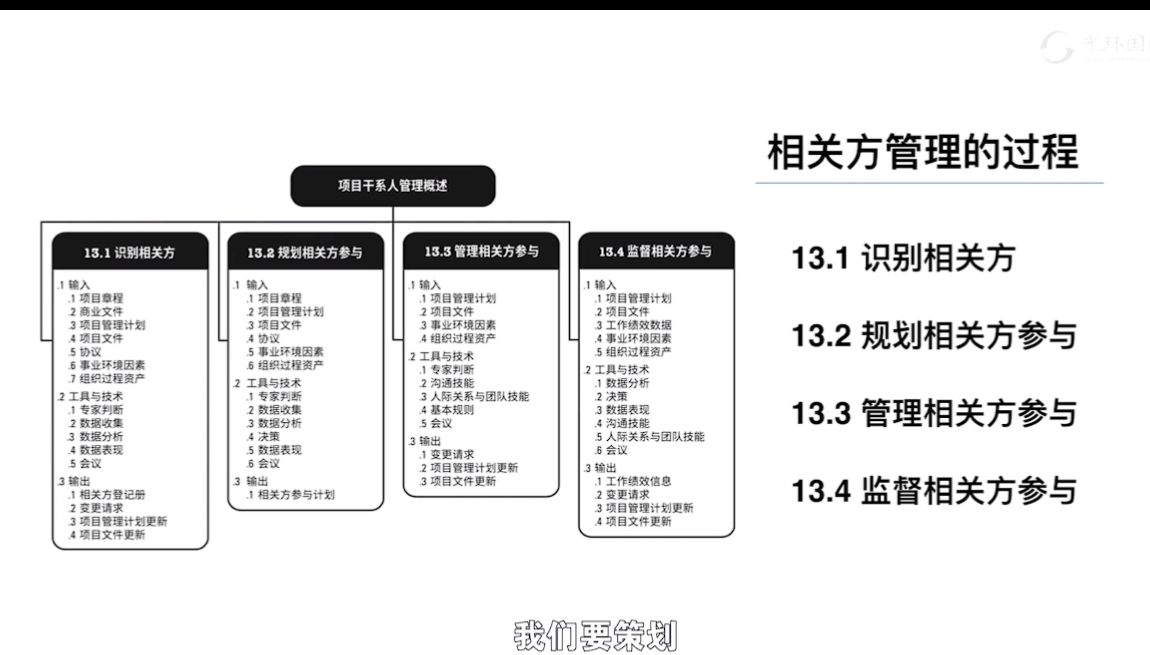 相关方管理的过程
项目干系人管理概述
13.1 识别相关方
.1 输入
.1 项目章程
.2 商业文件
.3 项目管理计划
.4 项目文件
.5 协议
.6 事业环境因素
.7 组织过程资产
.2 工具与技术
.1 专家判断
.2 数据收集
.3 数据分析
.4 数据表现
.5 会议
.3 输出
.1 相关方登记册
.2 变更请求
.3 项目管理计划更新
.4 项目文件更新
13.2 规划相关方参与
.1 输入
.1 项目章程
.2 项目管理计划
.3 项目文件
.4 协议
.5 事业环境因素
.6 组织过程资产
.2 工具与技术
.1 专家判断
.2 数据收集
.3 数据分析
.4 决策
.5 数据表现
.6 会议
.3 输出
.1 相关方参与计划
13.3 管理相关方参与
.1 输入
.1 项目管理计划
.2 项目文件
.3 事业环境因素
.4 组织过程资产
.2 工具与技术
.1 专家判断
.2 沟通技能
.3 人际关系与团队技能
.4 基本规则
.5 会议
.3 输出
.1 变更请求
.2 项目管理计划更新
.3 项目文件更新
13.4 监督相关方参与
.1 输入
.1 项目管理计划
.2 项目文件
.3 工作绩效数据
.4 事业环境因素
.5 组织过程资产
.2 工具与技术
.1 数据分析
.2 决策
.3 数据表现
.4 沟通技能
.5 人际关系与团队技能
.6 会议
.3 输出
.1 工作绩效信息
.2 变更请求
.3 项目管理计划更新
.4 项目文件更新
13.1 识别相关方
13.2 规划相关方参与
13.3 管理相关方参与
13.4 监督相关方参与
我们要策划
光环国